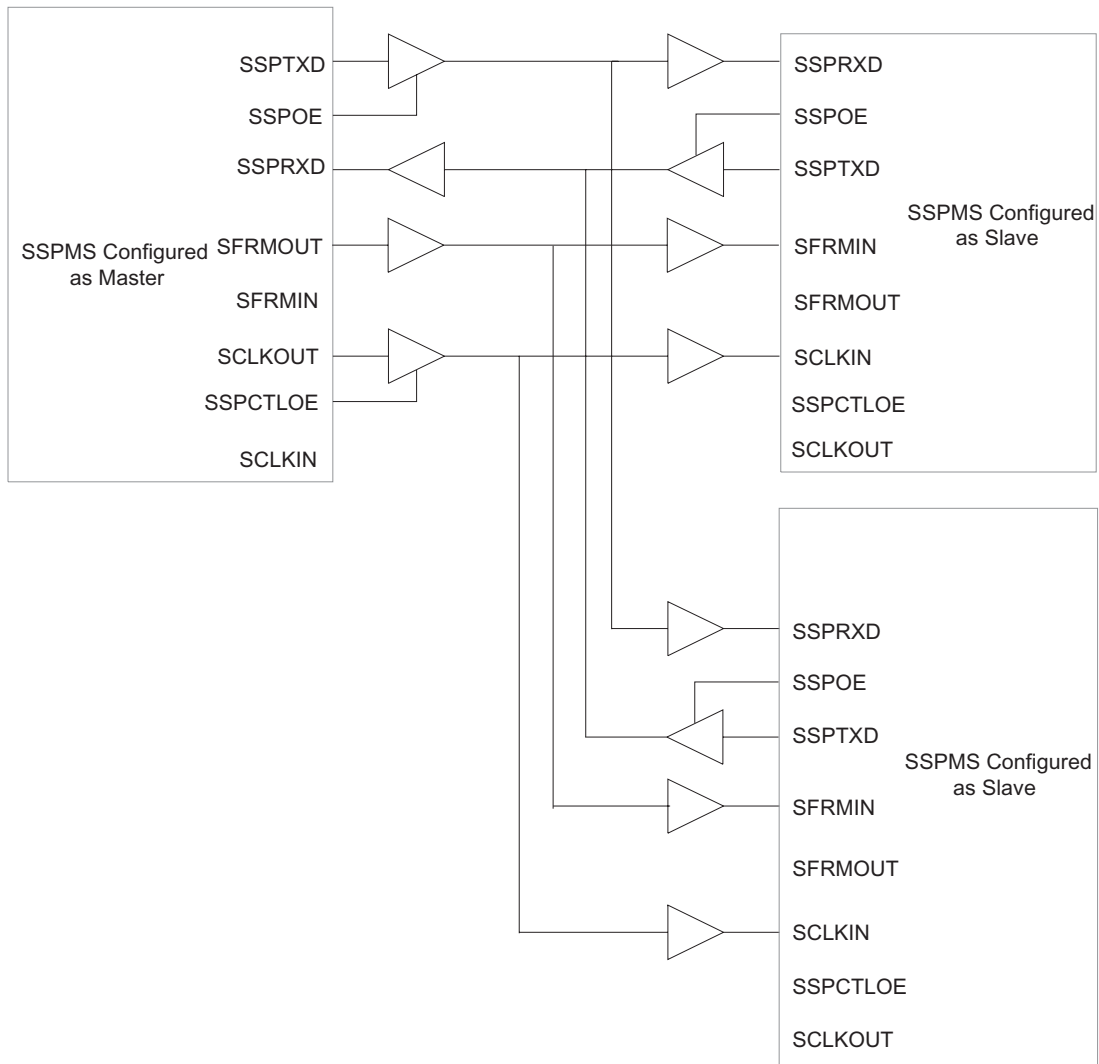 SSPTXD
SSPOE
SSPRXD
SSPMS Configured
as Master
SFRMOUT
SFRMIN
SCLKOUT
SSPCTLOE
SCLKIN
SSPRXD
SSPOE
SSPTXD
SSPMS Configured
as Slave
SFRMIN
SFRMOUT
SCLKIN
SSPCTLOE
SCLKOUT
SSPRXD
SSPOE
SSPTXD
SSPMS Configured
as Slave
SFRMIN
SFRMOUT
SCLKIN
SSPCTLOE
SCLKOUT